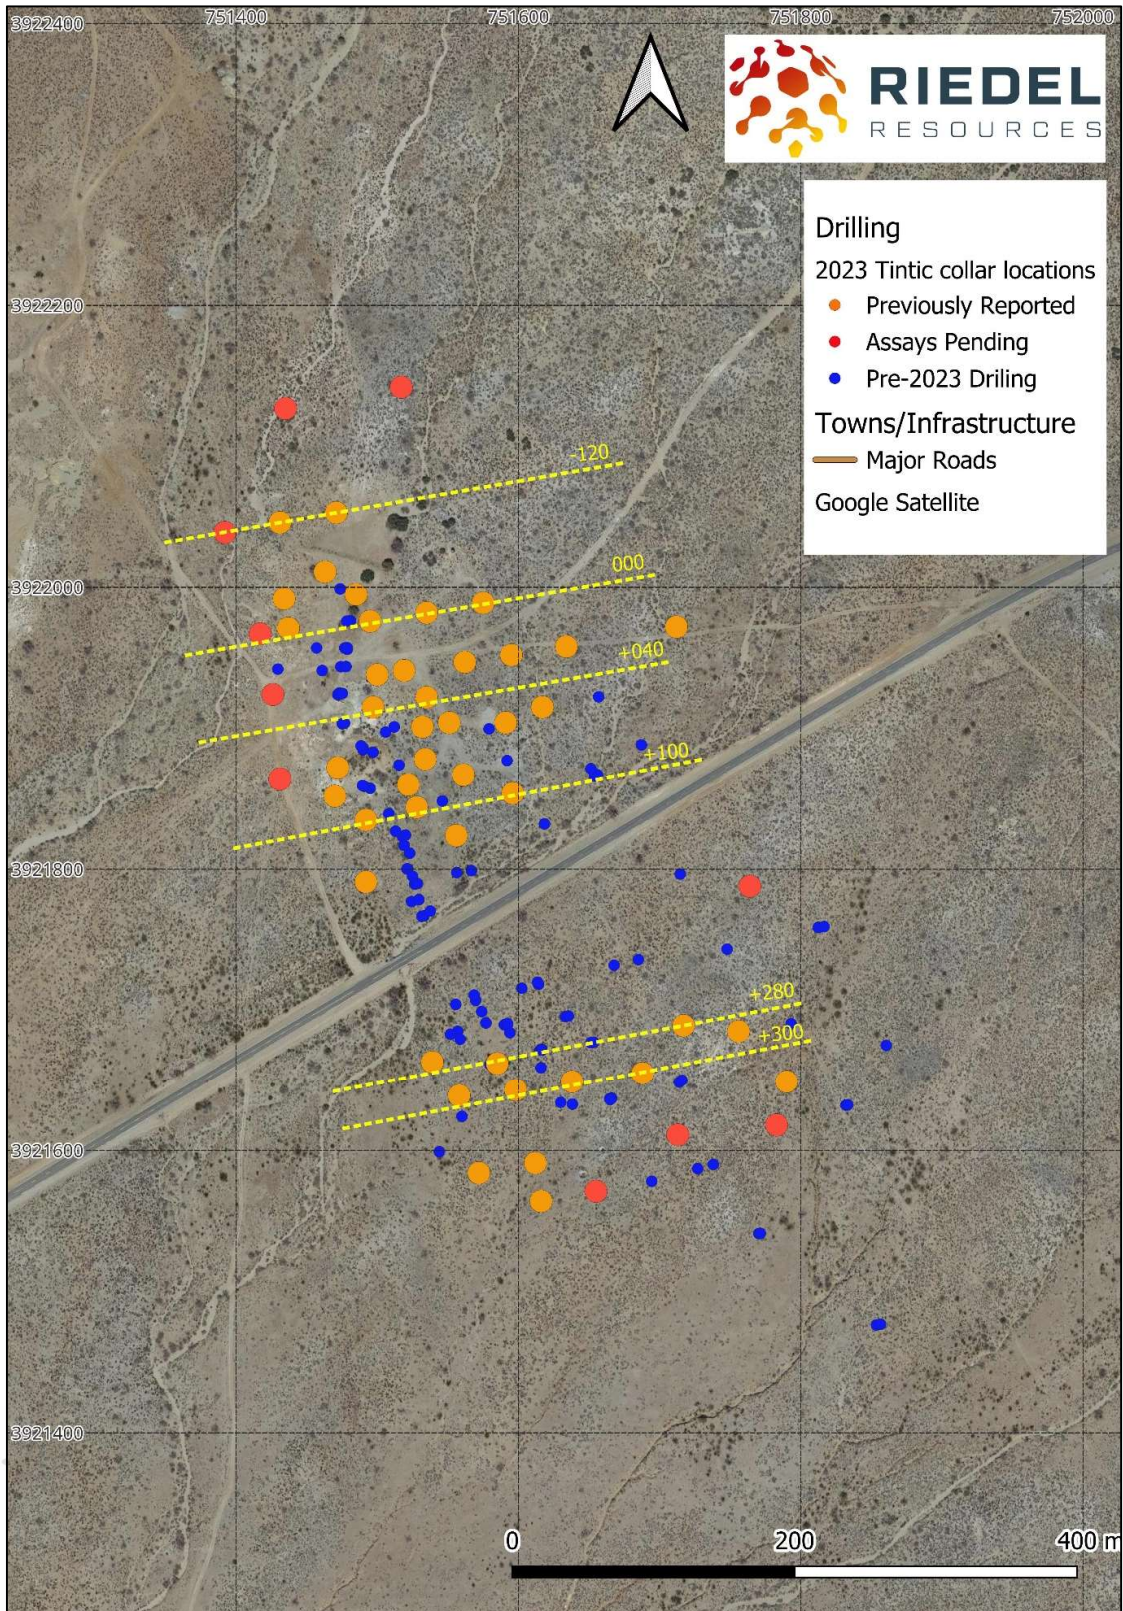 751400
751600
751800
752000
3922400
RIEDEL
RESOURCES
Drilling
2023 Tintic collar locations
Previously Reported
Assays Pending
Pre-2023 Driling
Towns/Infrastructure
Major Roads
Google Satellite
3922200
-120
3922000
000
+040
+100
3921800
+280
+300
3921600
3921400
0
200
400 m